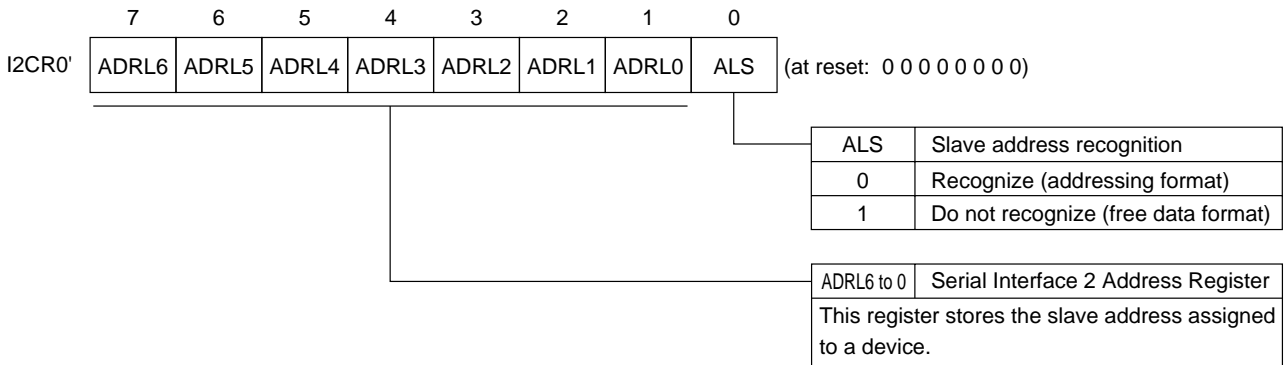 7 6 5 4 3 2 1 0
I2CR0' ADRL6 ADRL5 ADRL4 ADRL3 ADRL2 ADRL1 ADRL0 ALS (at reset: 0 0 0 0 0 0 0 0)
ALS Slave address recognition
0 Recognize (addressing format)
1 Do not recognize (free data format)
ADRL6 to 0 Serial Interface 2 Address Register
This register stores the slave address assigned
to a device.